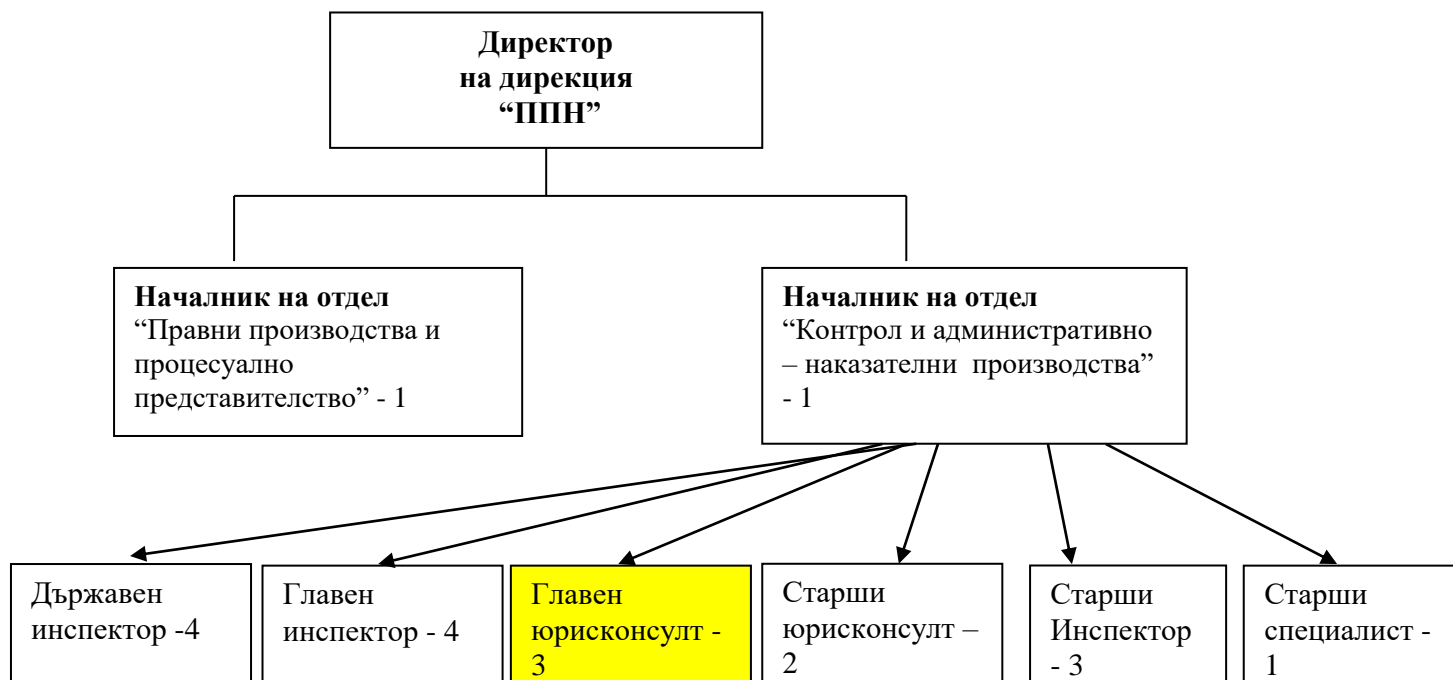 Директор
на дирекция
“ППН”
Началник на отдел
“Правни производства и
процесуално
представителство” - 1
Началник на отдел
“Контрол и административно
– наказателни производства”
- 1
Държавен
инспектор -4
Главен
инспектор - 4
Главен
юрисконсулт -
3
Старши
юрисконсулт –
2
Старши
Инспектор
- 3
Старши
специалист -
1